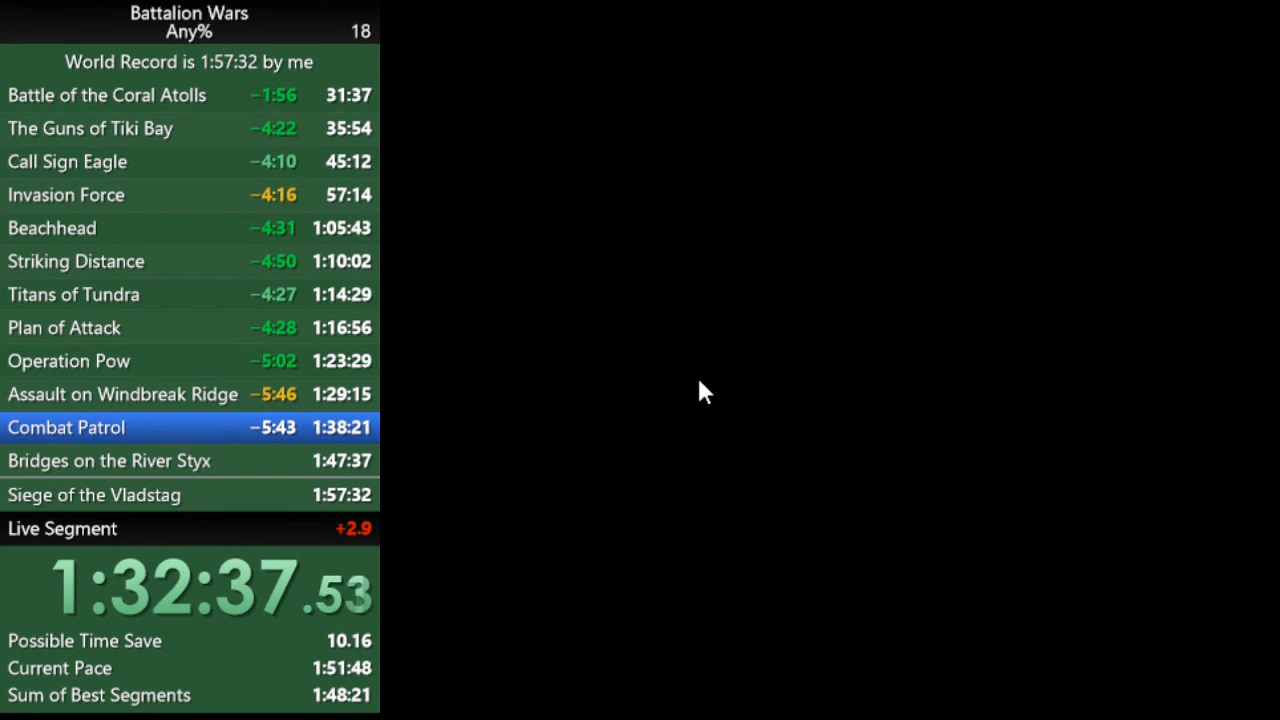 Battalion Wars
Any% 18
World Record is 1:57:32 by me
Battle of the Coral Atolls −1:56 31:37
The Guns of Tiki Bay −4:22 35:54
Call Sign Eagle −4:10 45:12
Invasion Force −4:16 57:14
Beachhead −4:31 1:05:43
Striking Distance −4:50 1:10:02
Titans of Tundra −4:27 1:14:29
Plan of Attack −4:28 1:16:56
Operation Pow −5:02 1:23:29
Assault on Windbreak Ridge −5:46 1:29:15
Combat Patrol −5:43 1:38:21
Bridges on the River Styx 1:47:37
Siege of the Vladstag 1:57:32
Live Segment +2.9
1:32:37.53
Possible Time Save 10.16
Current Pace 1:51:48
Sum of Best Segments 1:48:21